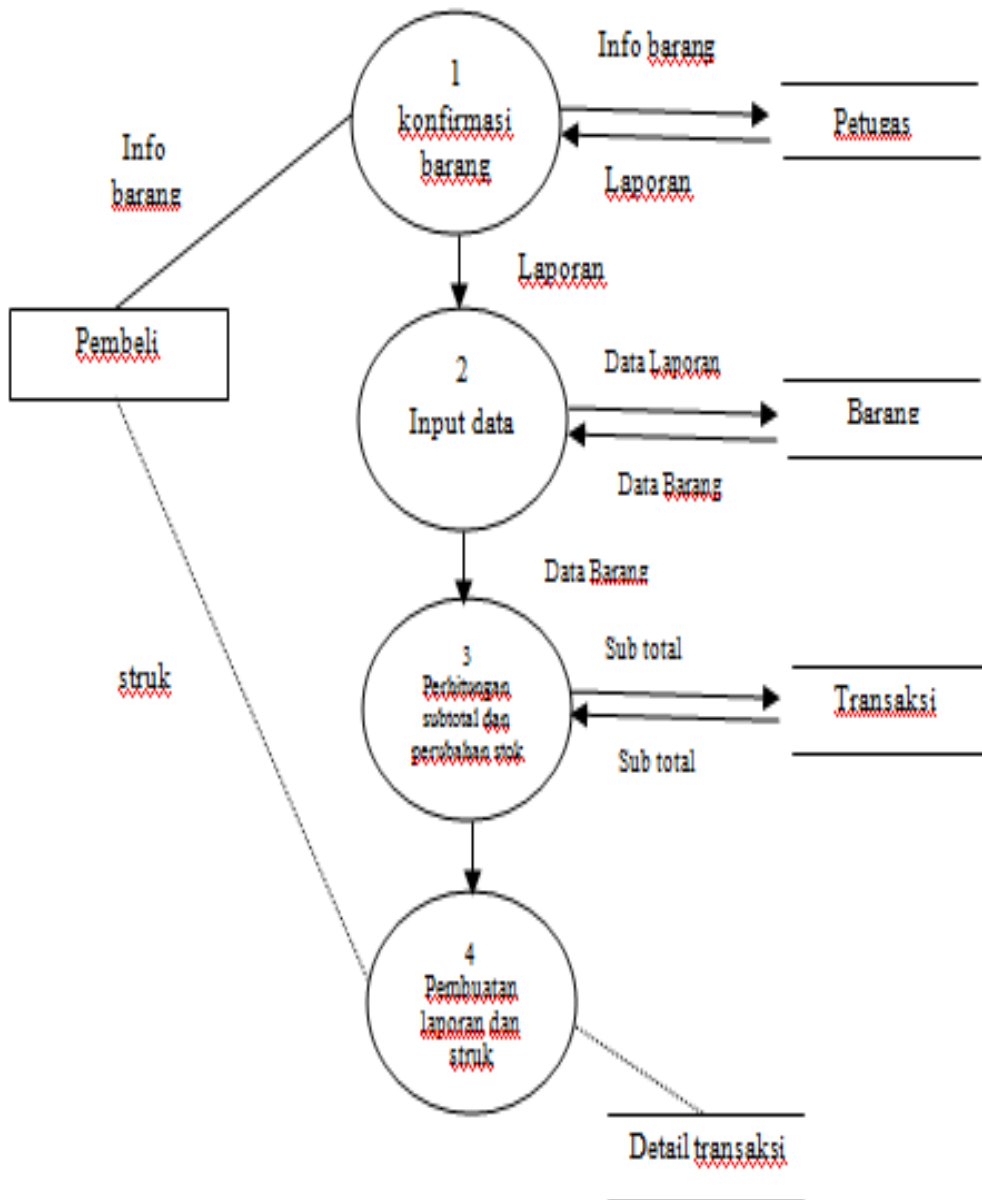 Info barang
1
konfirmasi
barang
Petugas
Info
barang
Laporan
Laporan
Pembeli
2
Input data
Data Laporan
Barang
Data Barang
Data Barang
3
Perhitungan
subtotal dan
perubahan stok
Sub total
Transaksi
Sub total
struk
4
Pembuatan
laporan dan
struk
Detail transaksi